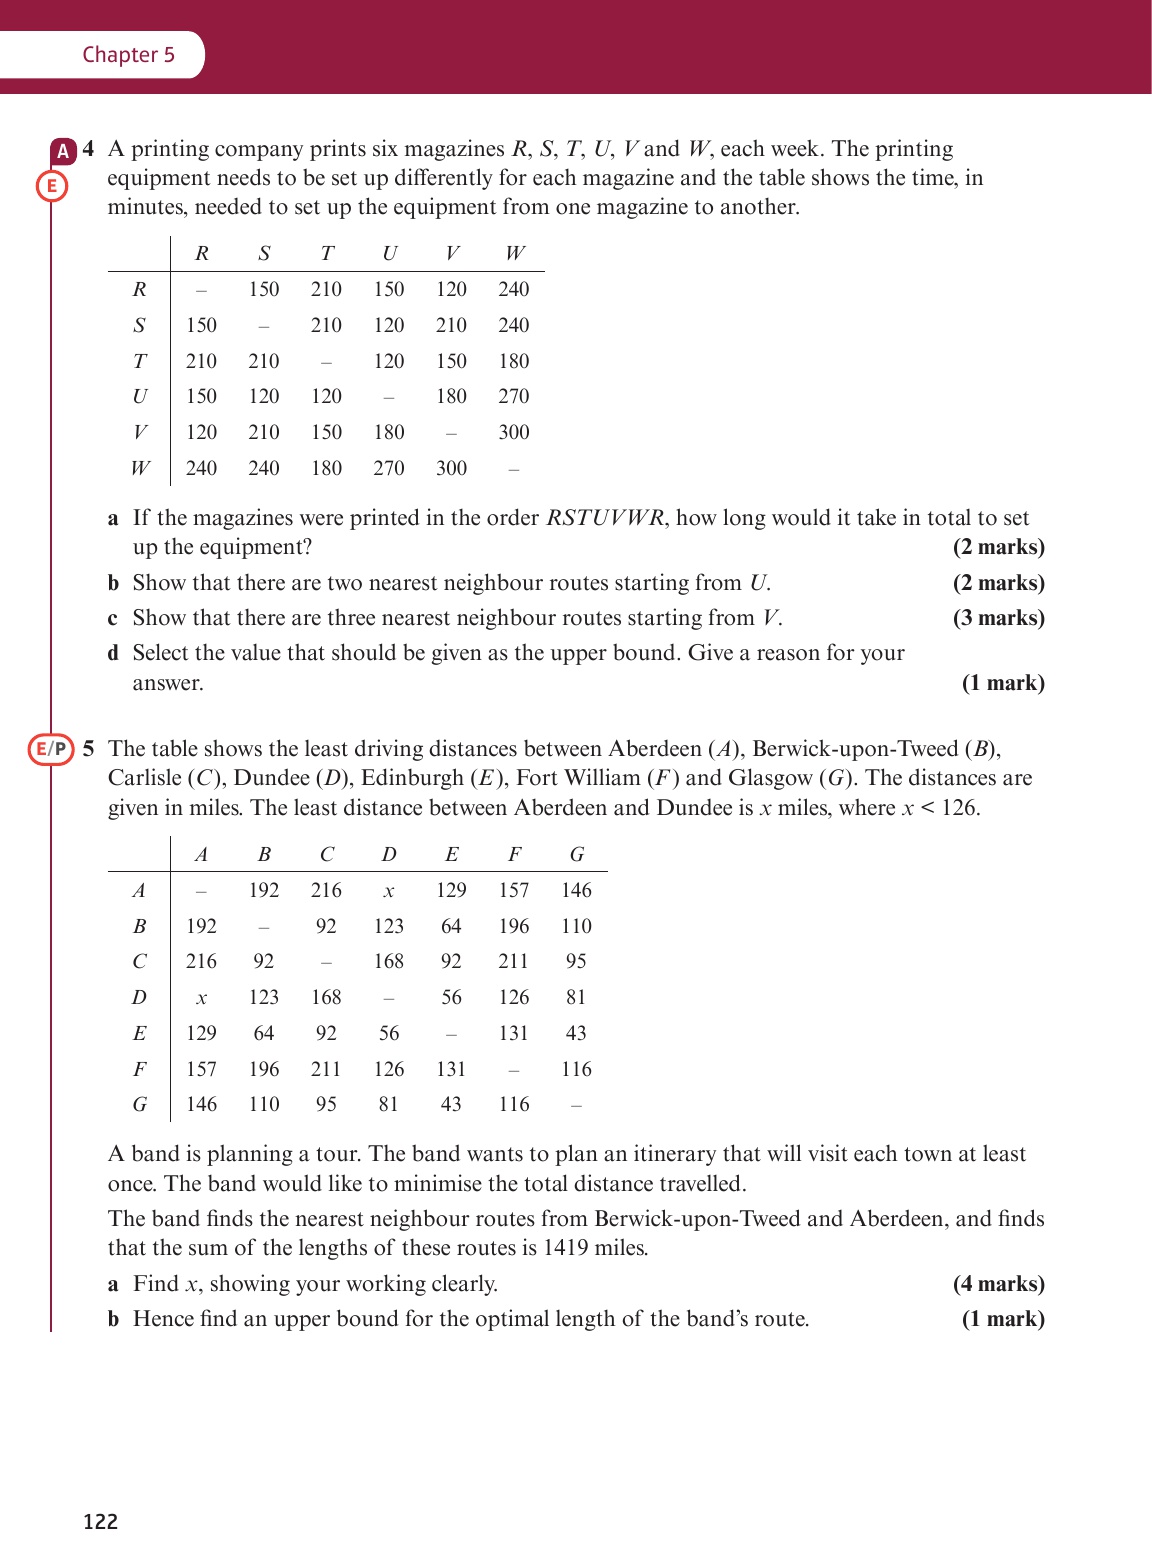 Chapter 5
A
E
4 A printing company prints six magazines R, S, T, U, V and W, each week. The printing
equipment needs to be set up differently for each magazine and the table shows the time, in
minutes, needed to set up the equipment from one magazine to another.
R S T U V W
R – 150 210 150 120 240
S 150 – 210 120 210 240
T 210 210 – 120 150 180
U 150 120 120 – 180 270
V 120 210 150 180 – 300
W 240 240 180 270 300 –
a If the magazines were printed in the order RSTUVWR, how long would it take in total to set
up the equipment? (2 marks)
b Show that there are two nearest neighbour routes starting from U. (2 marks)
c Show that there are three nearest neighbour routes starting from V. (3 marks)
d Select the value that should be given as the upper bound. Give a reason for your
answer. (1 mark)
E/P 5 The table shows the least driving distances between Aberdeen (A), Berwick-upon-Tweed (B),
Carlisle (C), Dundee (D), Edinburgh (E), Fort William (F) and Glasgow (G). The distances are
given in miles. The least distance between Aberdeen and Dundee is x miles, where x < 126.
A B C D E F G
A – 192 216 x 129 157 146
B 192 – 92 123 64 196 110
C 216 92 – 168 92 211 95
D x 123 168 – 56 126 81
E 129 64 92 56 – 131 43
F 157 196 211 126 131 – 116
G 146 110 95 81 43 116 –
A band is planning a tour. The band wants to plan an itinerary that will visit each town at least
once. The band would like to minimise the total distance travelled.
The band finds the nearest neighbour routes from Berwick-upon-Tweed and Aberdeen, and finds
that the sum of the lengths of these routes is 1419 miles.
a Find x, showing your working clearly. (4 marks)
b Hence find an upper bound for the optimal length of the band's route. (1 mark)
122